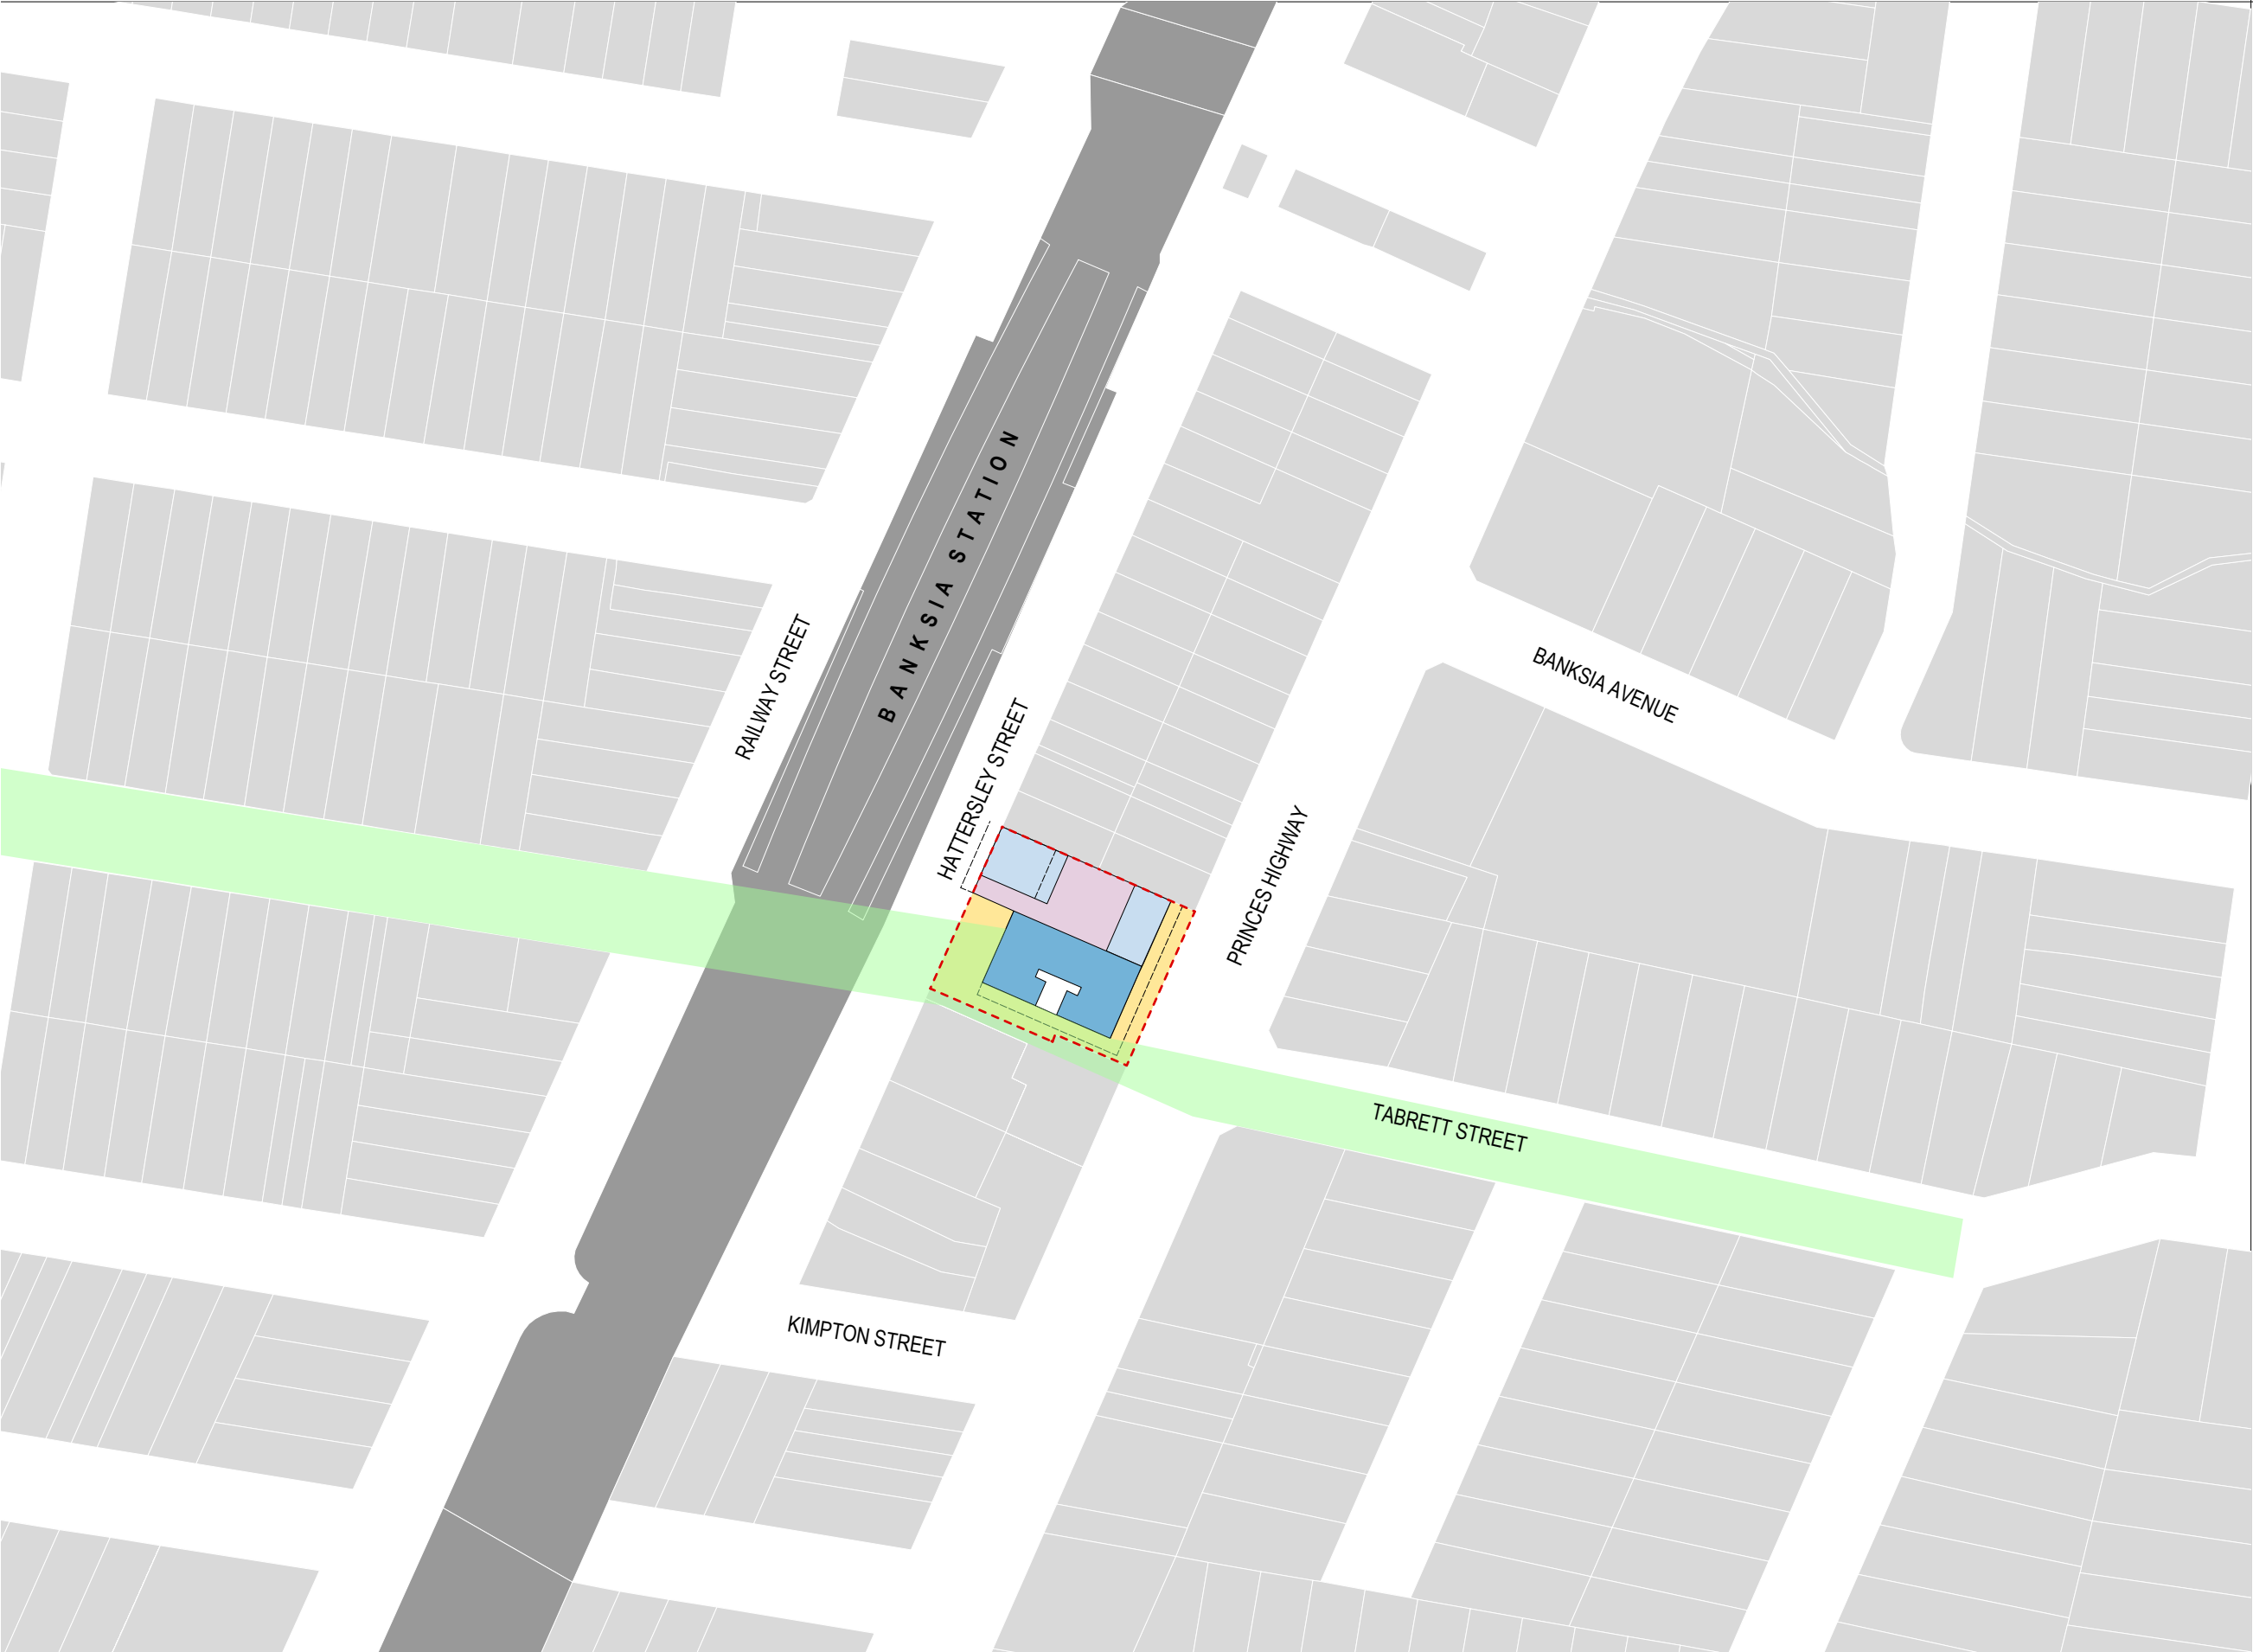 BANKSIA STATION
RAILWAY STREET
BANKSIA AVENUE
HATTERSLEY STREET
PRINCES HIGHWAY
TABRETT STREET
KIMPTON STREET